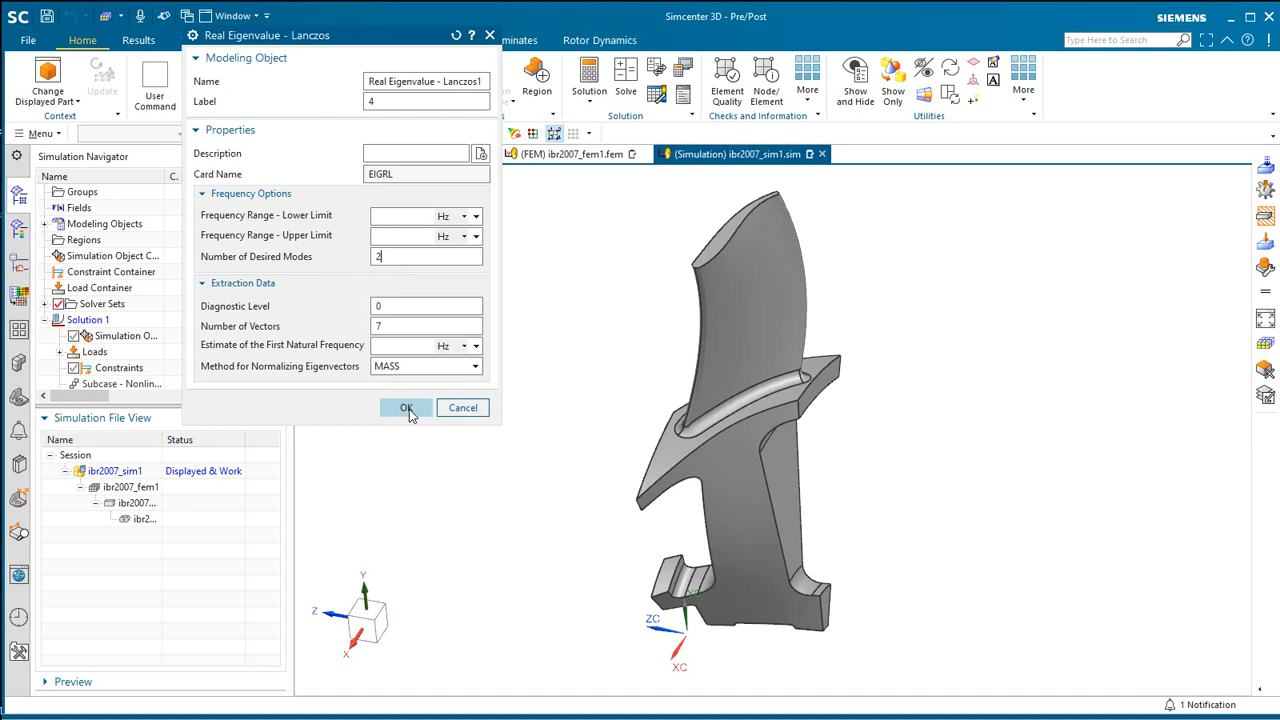 SC
Window
Simcenter 3D - Pre/Post
SIEMENS
File
Home
Results
minates
Rotor Dynamics
Type Here to Search
Change
Displayed Part
Update
User
Command
Context
Region
Solution
Solve
Solution
Element
Quality
Node/
Element
More
Checks and Information
Show
and Hide
Show
Only
More
Utilities
Menu
Simulation Navigator
Name
C.
Groups
Fields
Modeling Objects
Regions
Simulation Object C
Constraint Container
Load Container
Solver Sets
Solution 1
Simulation O...
Loads
Constraints
Subcase - Nonlin...
Simulation File View
Name
Status
Session
ibr2007_sim1
Displayed & Work
ibr2007_fem1
ibr2007...
ibr2...
Preview
Real Eigenvalue - Lanczos
Modeling Object
Name
Real Eigenvalue - Lanczos1
Label
4
Properties
Description
Card Name
EIGRL
Frequency Options
Frequency Range - Lower Limit
Hz
Frequency Range - Upper Limit
Hz
Number of Desired Modes
2
Extraction Data
Diagnostic Level
0
Number of Vectors
7
Estimate of the First Natural Frequency
Hz
Method for Normalizing Eigenvectors
MASS
OK
Cancel
(FEM) ibr2007_fem1.fem
(Simulation) ibr2007_sim1.sim
Y
Z
X
ZC
XC
1 Notification